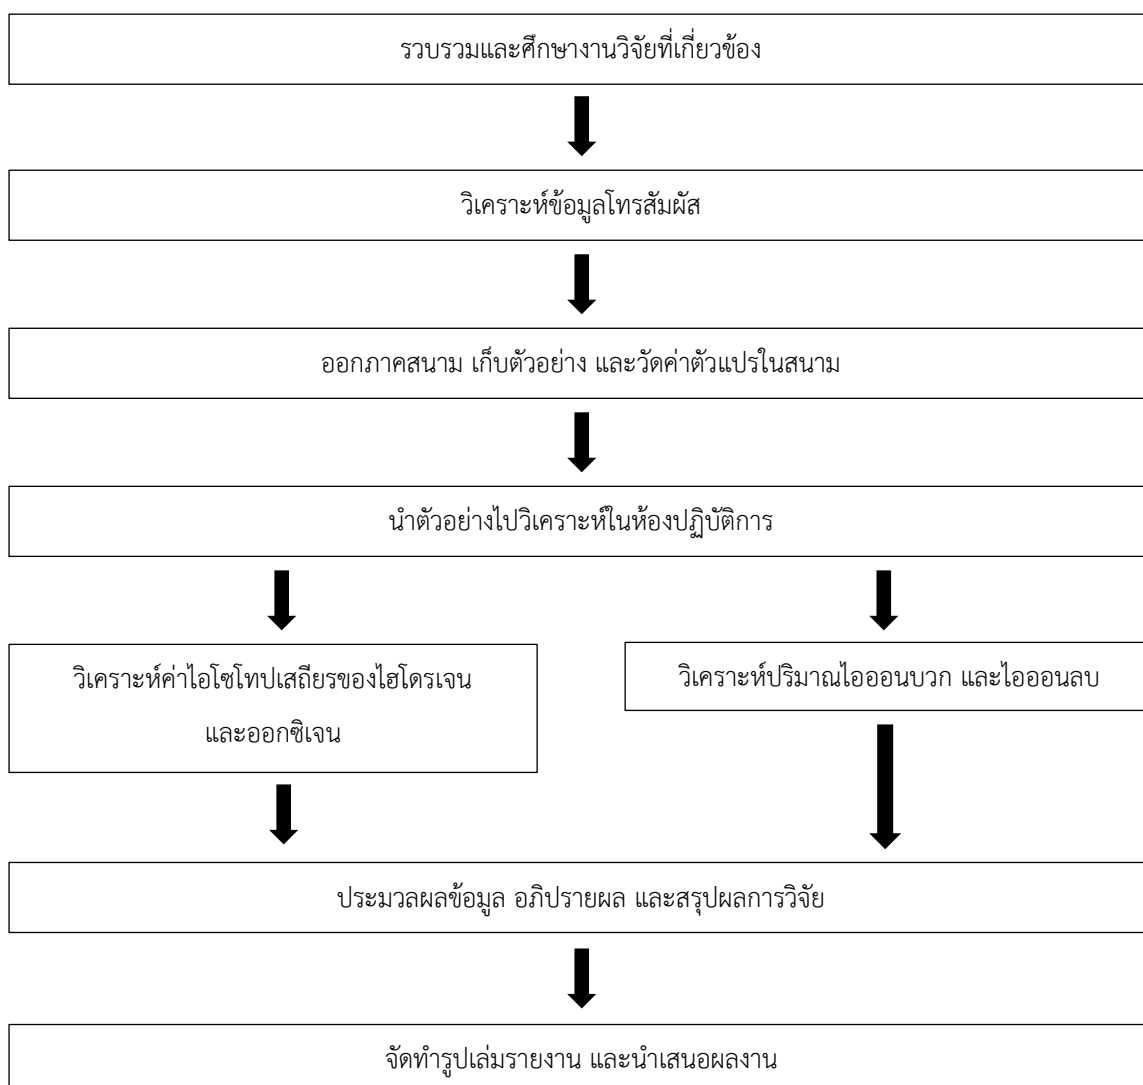 รวบรวมและศึกษางานวิจัยที่เกี่ยวข้อง
วิเคราะห์ข้อมูลโทรสัมผัส
ออกภาคสนาม เก็บตัวอย่าง และวัดค่าตัวแปรในสนาม
นำตัวอย่างไปวิเคราะห์ในห้องปฏิบัติการ
วิเคราะห์ค่าไอโซโทปเสถียรของไฮโดรเจน
และออกซิเจน
วิเคราะห์ปริมาณไอออนบวก และไอออนลบ
ประมวลผลข้อมูล อภิปรายผล และสรุปผลการวิจัย
จัดทำรูปเล่มรายงาน และนำเสนอผลงาน